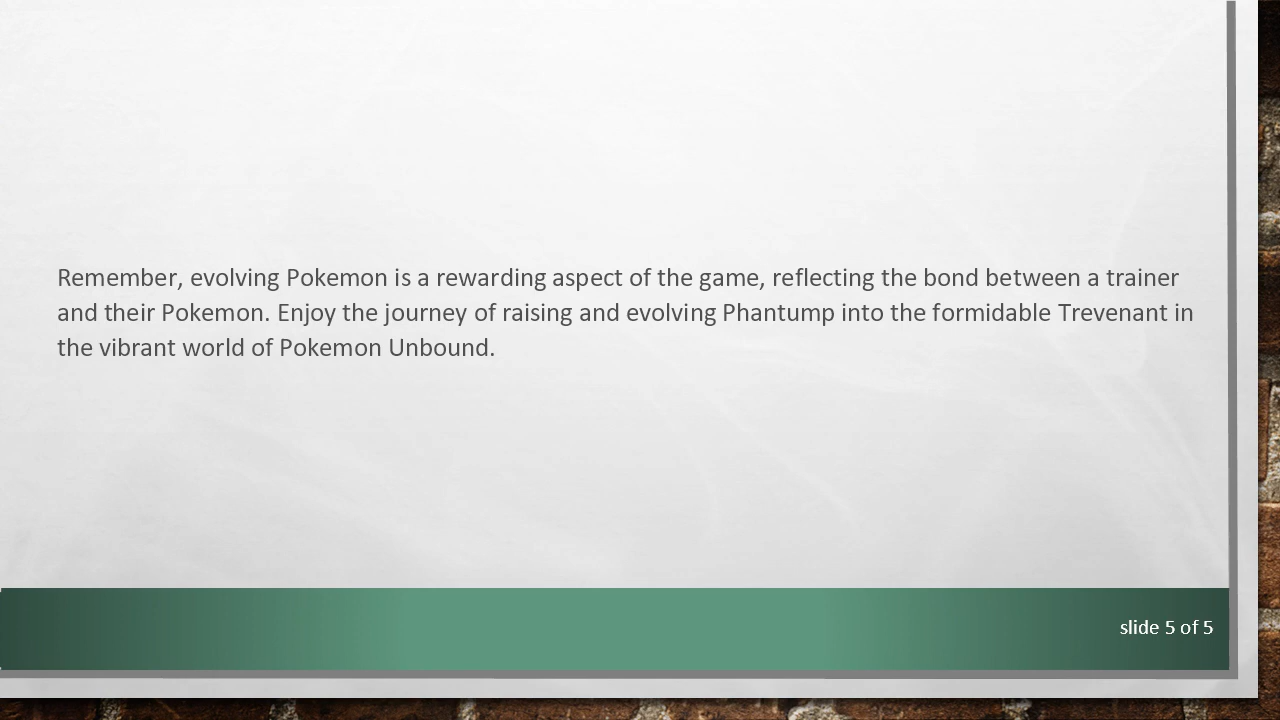 Remember, evolving Pokemon is a rewarding aspect of the game, reflecting the bond between a trainer
and their Pokemon. Enjoy the journey of raising and evolving Phantump into the formidable Trevenant in
the vibrant world of Pokemon Unbound.
slide 5 of 5